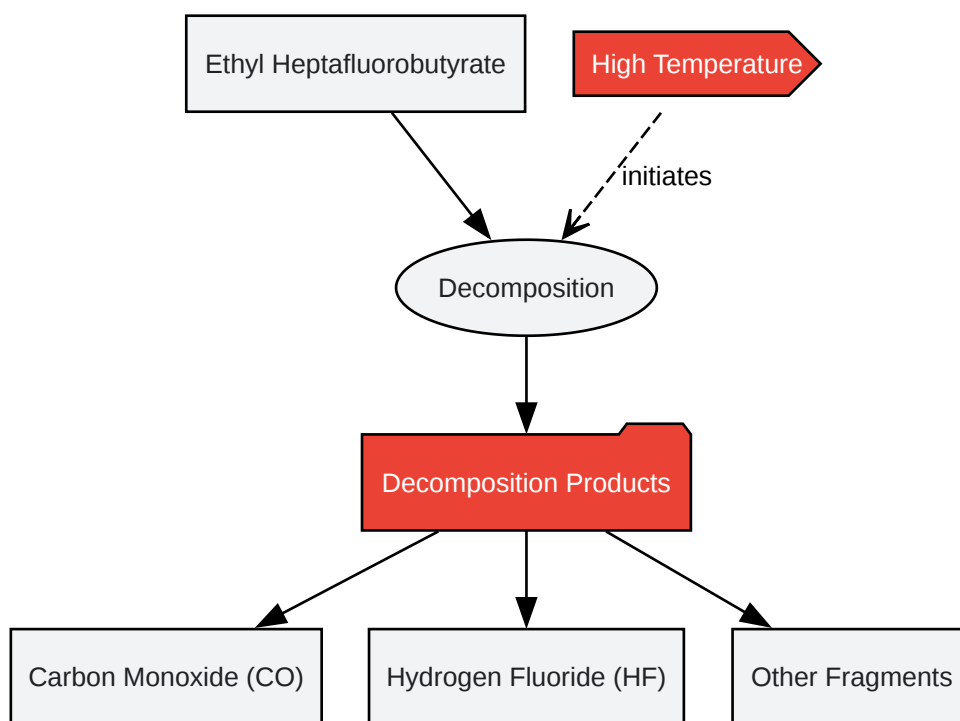 Ethyl Heptafluorobutyrate
High Temperature
initiates
Decomposition
Decomposition Products
Carbon Monoxide (CO)
Hydrogen Fluoride (HF)
Other Fragments